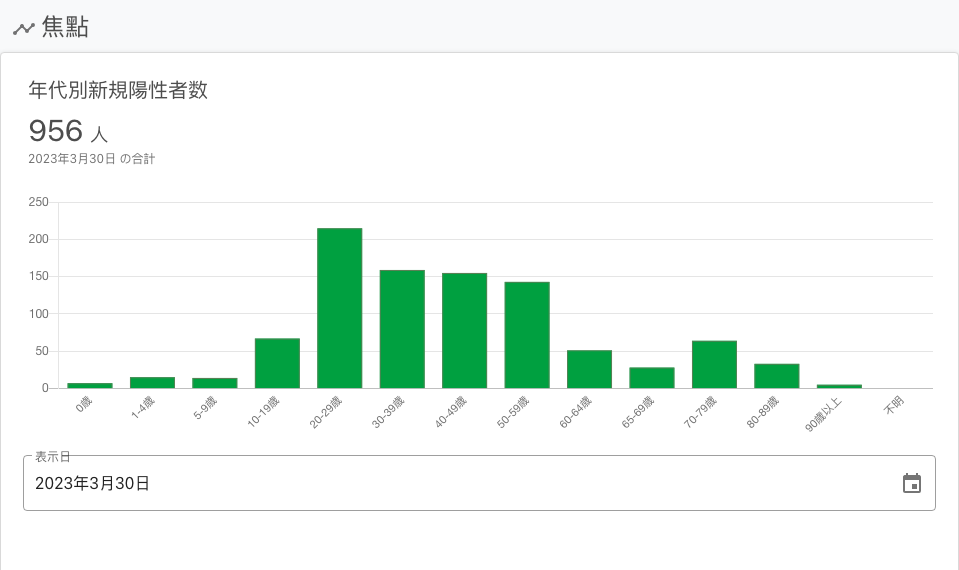 焦點
年代別新規陽性者数
956 人
2023年3月30日 の合計
250
200
150
100
50
0
0歳
1-4歳
5-9歳
10-19歳
20-29歳
30-39歳
40-49歳
50-59歳
60-64歳
65-69歳
70-79歳
80-89歳
90歳以上
不明
表示日
2023年3月30日